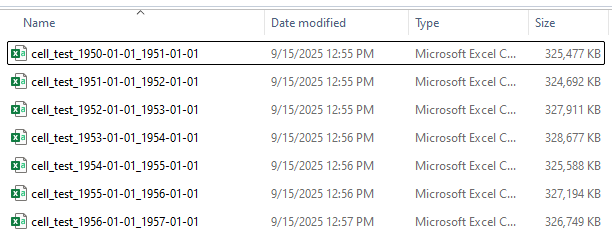 Name Date modified Type Size
cell_test_1950-01-01_1951-01-01 9/15/2025 12:55 PM Microsoft Excel C... 325,477 KB
cell_test_1951-01-01_1952-01-01 9/15/2025 12:55 PM Microsoft Excel C... 324,692 KB
cell_test_1952-01-01_1953-01-01 9/15/2025 12:55 PM Microsoft Excel C... 327,911 KB
cell_test_1953-01-01_1954-01-01 9/15/2025 12:56 PM Microsoft Excel C... 328,677 KB
cell_test_1954-01-01_1955-01-01 9/15/2025 12:56 PM Microsoft Excel C... 325,588 KB
cell_test_1955-01-01_1956-01-01 9/15/2025 12:56 PM Microsoft Excel C... 327,194 KB
cell_test_1956-01-01_1957-01-01 9/15/2025 12:57 PM Microsoft Excel C... 326,749 KB